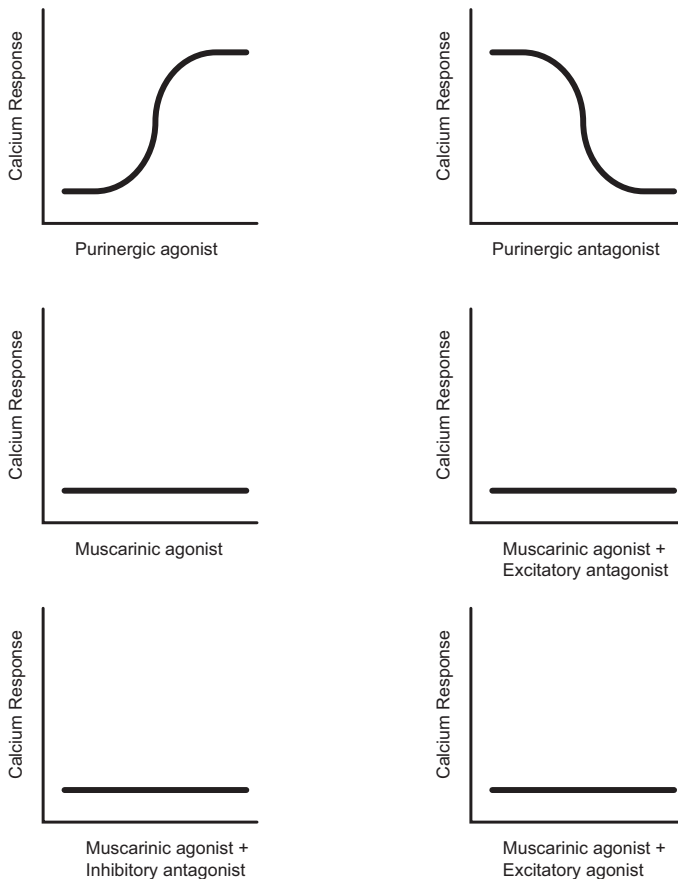 Calcium Response
Purinergic agonist
Calcium Response
Purinergic antagonist
Calcium Response
Muscarinic agonist
Calcium Response
Muscarinic agonist +
Excitatory antagonist
Calcium Response
Muscarinic agonist +
Inhibitory antagonist
Calcium Response
Muscarinic agonist +
Excitatory agonist